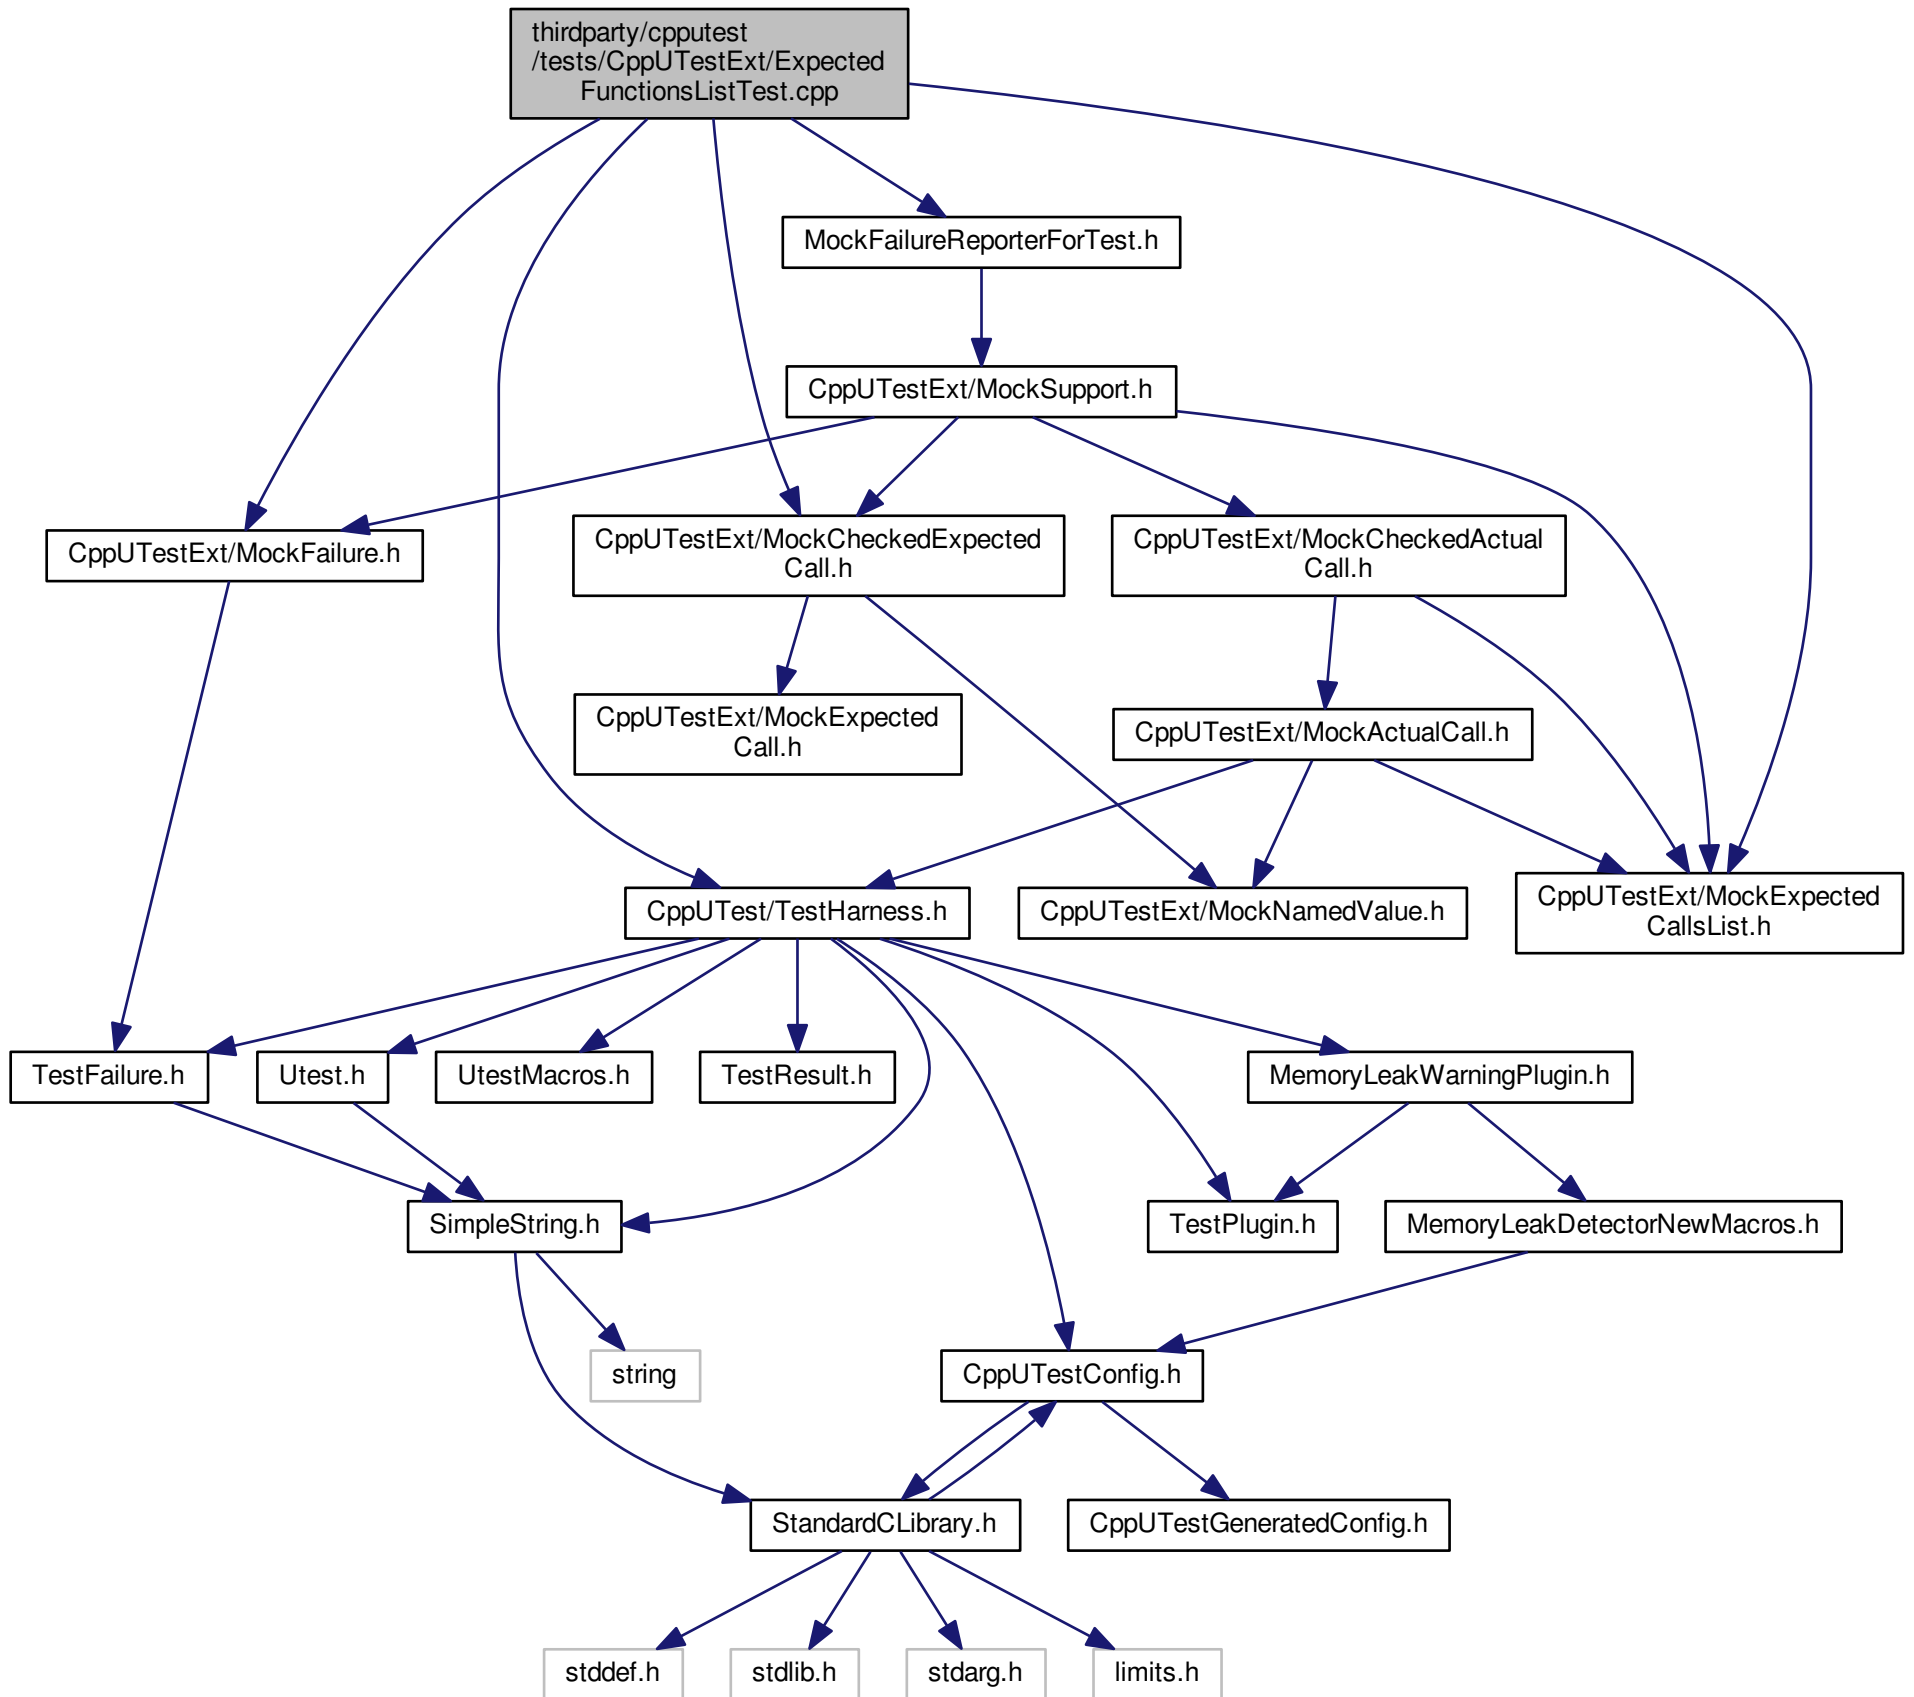 thirdparty/cpputest
/tests/CppUTestExt/Expected
FunctionsListTest.cpp
MockFailureReporterForTest.h
CppUTestExt/MockSupport.h
CppUTestExt/MockFailure.h
CppUTestExt/MockCheckedExpected
Call.h
CppUTestExt/MockCheckedActual
Call.h
CppUTestExt/MockExpected
Call.h
CppUTestExt/MockActualCall.h
CppUTest/TestHarness.h
CppUTestExt/MockNamedValue.h
CppUTestExt/MockExpected
CallsList.h
TestFailure.h
Utest.h
UtestMacros.h
TestResult.h
MemoryLeakWarningPlugin.h
SimpleString.h
TestPlugin.h
MemoryLeakDetectorNewMacros.h
string
CppUTestConfig.h
StandardCLibrary.h
CppUTestGeneratedConfig.h
stddef.h
stdlib.h
stdarg.h
limits.h